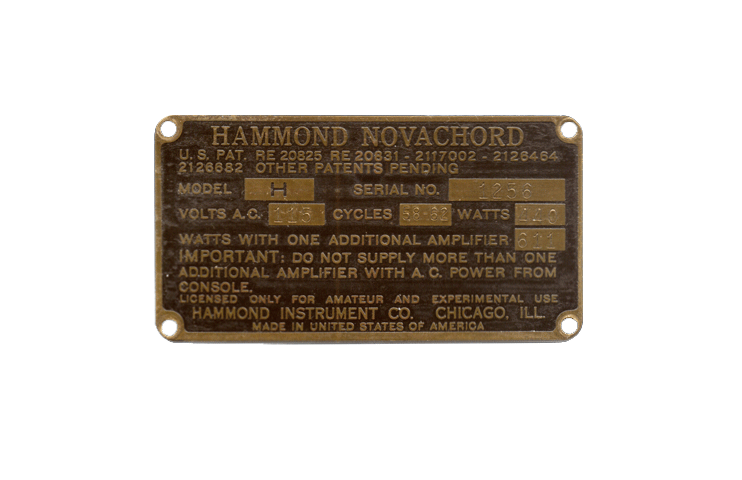 HAMMOND NOVACHORD
U.S. PAT. RE 20825 RE 20831 - 2117002 - 2126464
2126682 OTHER PATENTS PENDING
MODEL H SERIAL NO. 1256
VOLTS A.C. 115 CYCLES WATTS
WATTS WITH ONE ADDITIONAL AMPLIFIER
IMPORTANT: DO NOT SUPPLY MORE THAN ONE
ADDITIONAL AMPLIFIER WITH A.C. POWER FROM
CONSOLE.
LICENSED ONLY FOR AMATEUR AND EXPERIMENTAL USE
HAMMOND INSTRUMENT CO. CHICAGO, ILL.
MADE IN UNITED STATES OF AMERICA